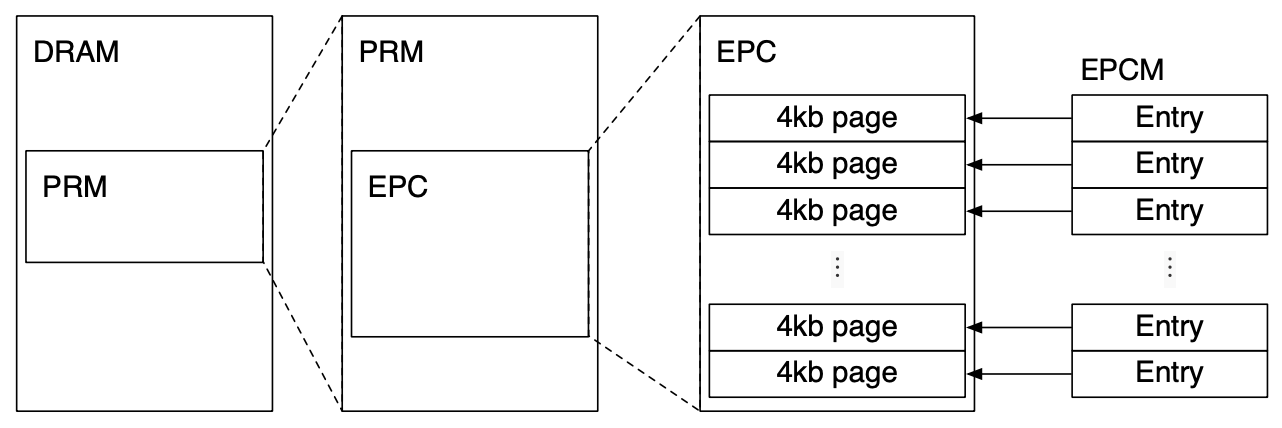 DRAM
PRM
PRM
EPC
EPC
4kb page
4kb page
4kb page
⋮
4kb page
4kb page
EPCM
Entry
Entry
Entry
⋮
Entry
Entry